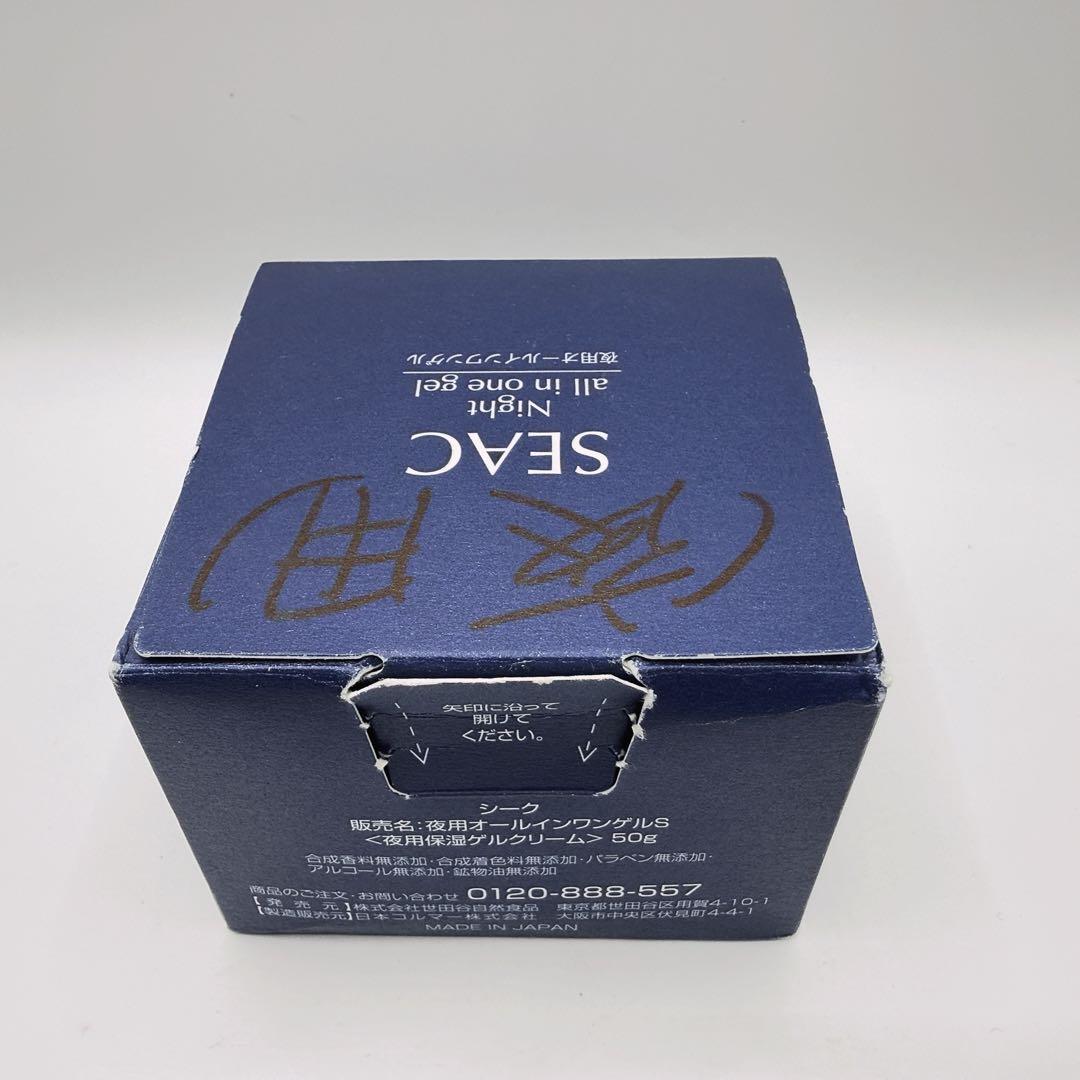 SEAC
Night
all in one gel
夜用オールインワンゲル
(夜用)
矢印に沿って
開けて
ください。
シーク
販売名:夜用オールインワンゲルS
<夜用保湿ゲルクリーム> 50g
合成香料無添加・合成着色料無添加・パラベン無添加・
アルコール無添加・鉱物油無添加
商品のご注文・お問い合わせ 0120-888-557
[発売元]株式会社世田谷自然食品 東京都世田谷区用賀4-10-1
[製造販売元]日本コルマー株式会社 大阪市中央区伏見町4-4-1
MADE IN JAPAN